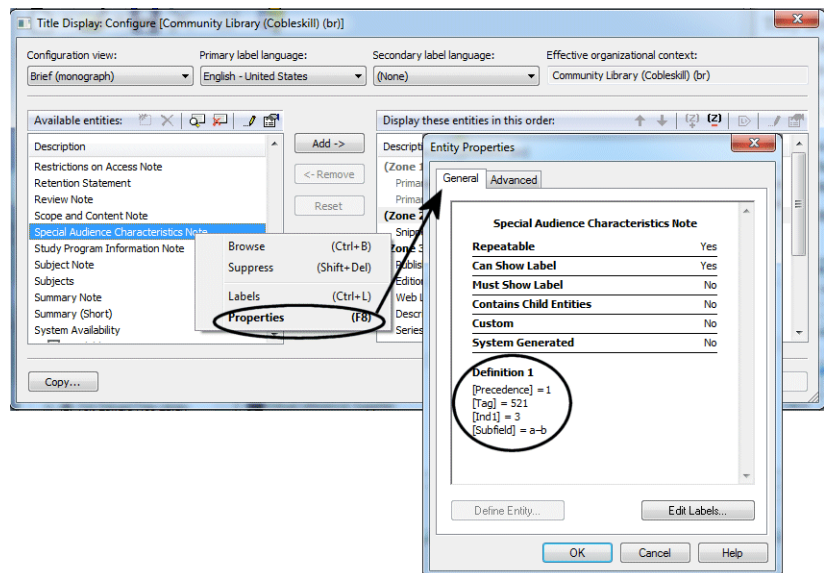 Title Display: Configure [Community Library (Cobleskill) (br)]
Configuration view: Primary label language: Secondary label language: Effective organizational context:
Brief (monograph) English - United States (None) Community Library (Cobleskill) (br)
Available entities: Add -> Display these entities in this order:
Description
Restrictions on Access Note
Retention Statement
Review Note
Scope and Content Note
Special Audience Characteristics Note
Study Program Information Note
Subject Note
Subjects
Summary Note
Summary (Short)
System Availability
<- Remove
Reset
Descript
(Zone 1
Prima
Prima
(Zone 2
Snipp
Zone 3
Publis
Edition
Web L
Descr
Series
Browse (Ctrl+B)
Suppress (Shift+Del)
Labels (Ctrl+L)
Properties (F8)
Copy...
Entity Properties
General Advanced
Special Audience Characteristics Note
Repeatable Yes
Can Show Label Yes
Must Show Label No
Contains Child Entities No
Custom No
System Generated No
Definition 1
[Precedence] = 1
[Tag] = 521
[Ind1] = 3
[Subfield] = a–b
Define Entity... Edit Labels...
OK Cancel Help